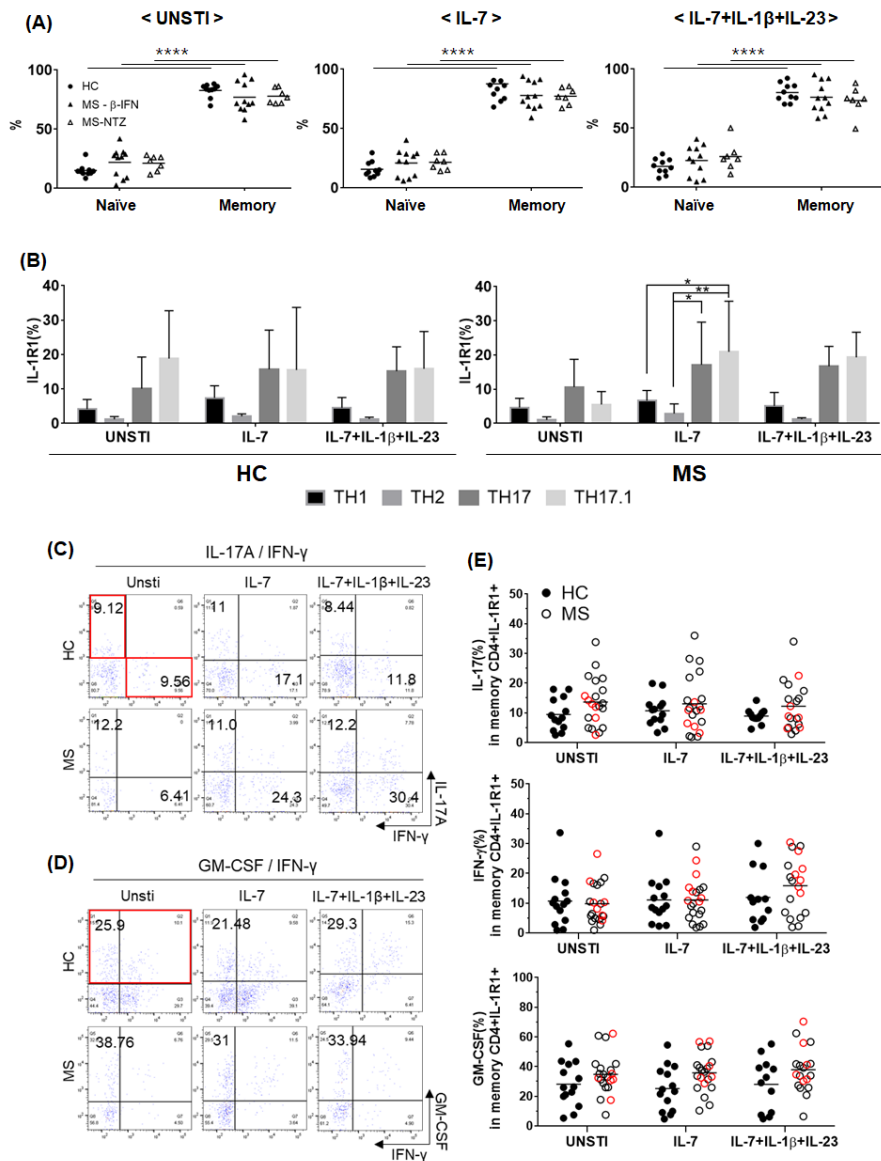 (A)
< UNSTI >
< IL-7 >
< IL-7+IL-1β+IL-23>
****
****
****
HC
MS - β-IFN
MS-NTZ
%
100
50
0
Naïve
Memory
%
100
50
0
Naïve
Memory
%
100
50
0
Naïve
Memory
(B)
IL-1R1(%)
40
30
20
10
0
UNSTI
IL-7
IL-7+IL-1β+IL-23
HC
IL-1R1(%)
40
30
20
10
0
*
**
*
UNSTI
IL-7
IL-7+IL-1β+IL-23
MS
TH1 TH2 TH17 TH17.1
(C)
IL-17A / IFN-γ
Unsti
IL-7
IL-7+IL-1β+IL-23
HC
9.12
9.56
11
17.1
8.44
11.8
MS
12.2
6.41
11.0
24.3
12.2
30.4
IL-17A
IFN-γ
(D)
GM-CSF / IFN-γ
Unsti
IL-7
IL-7+IL-1β+IL-23
HC
25.9
21.48
29.3
MS
38.76
31
33.94
GM-CSF
IFN-γ
(E)
HC
MS
IL-17(%)
in memory CD4+IL-1R1+
50
40
30
20
10
0
UNSTI
IL-7
IL-7+IL-1β+IL-23
IFN-γ(%)
in memory CD4+IL-1R1+
50
40
30
20
10
0
UNSTI
IL-7
IL-7+IL-1β+IL-23
GM-CSF(%)
in memory CD4+IL-1R1+
100
80
60
40
20
0
UNSTI
IL-7
IL-7+IL-1β+IL-23